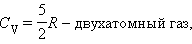 C_V = 5/2 R – двухатомный газ,